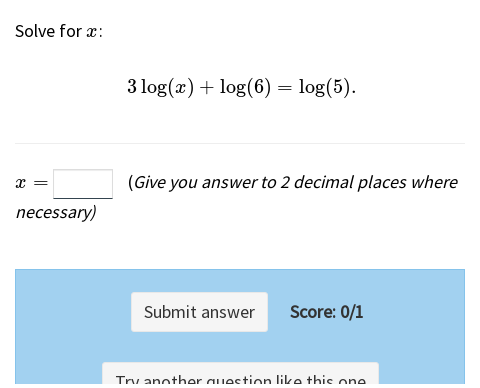 Solve for x:
3 log(x) + log(6) = log(5).
x = (Give you answer to 2 decimal places where
necessary)
Submit answer Score: 0/1
Try another question like this one